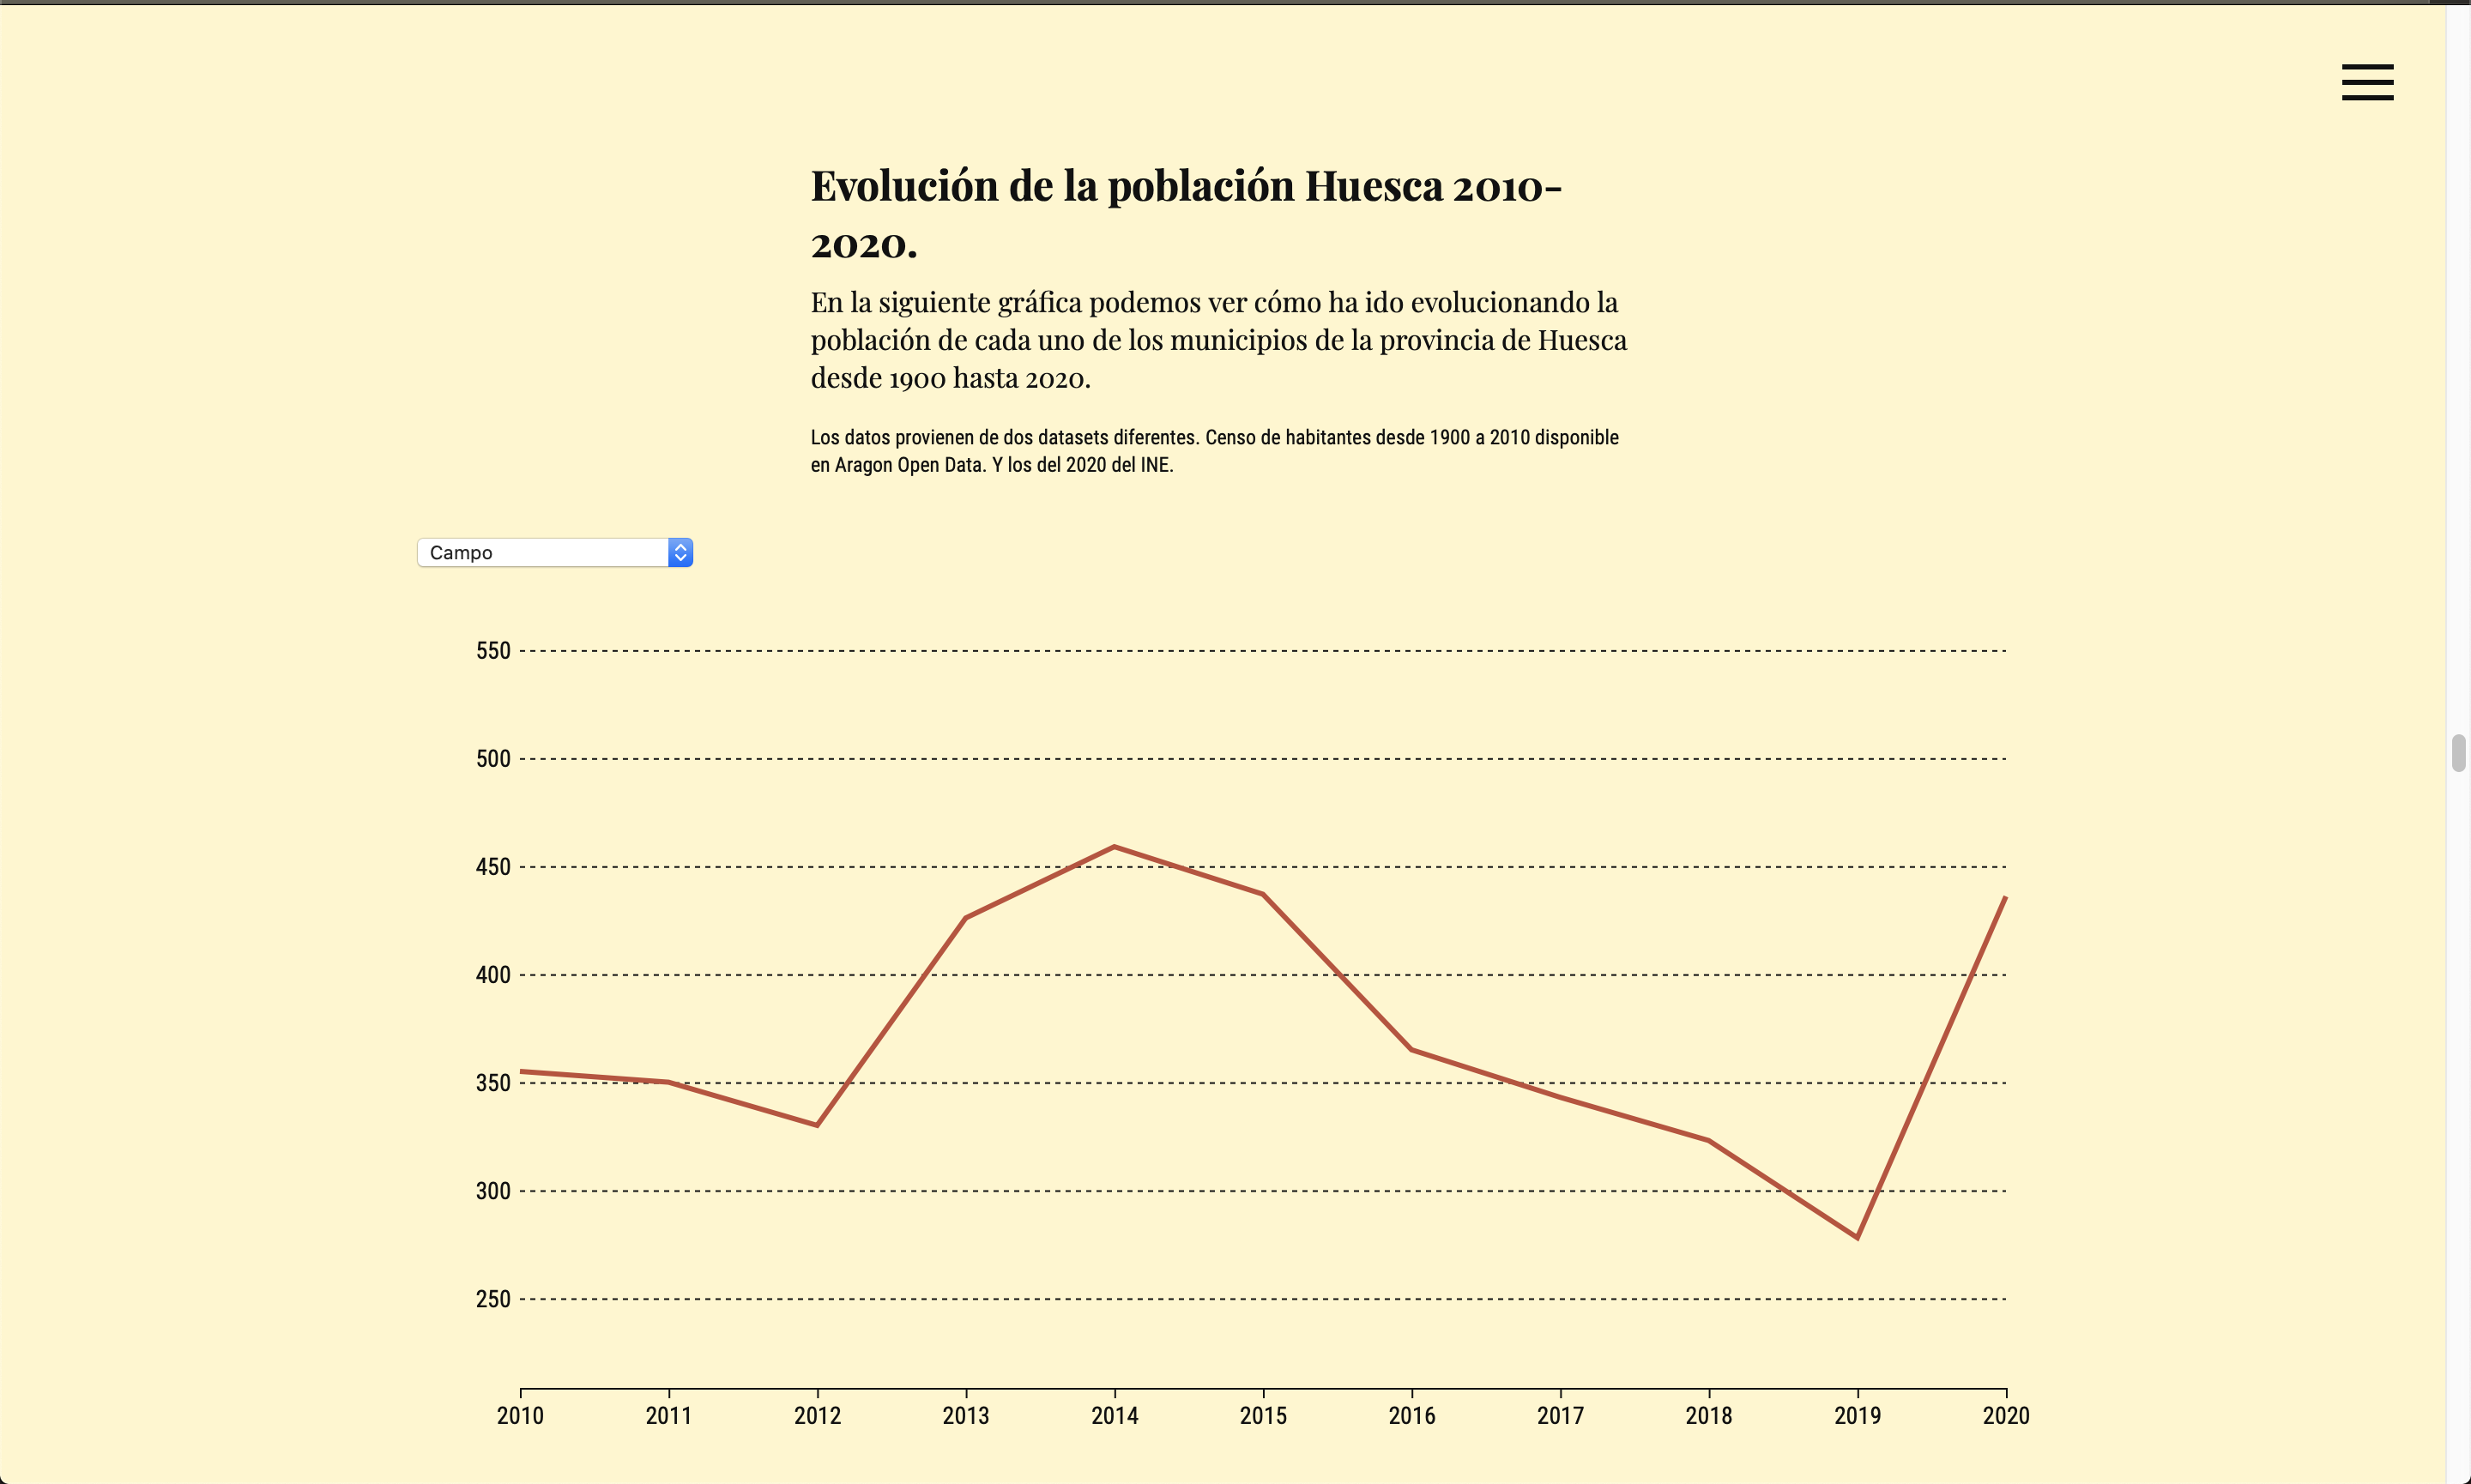 Evolución de la población Huesca 2010-
2020.
En la siguiente gráfica podemos ver cómo ha ido evolucionando la
población de cada uno de los municipios de la provincia de Huesca
desde 1900 hasta 2020.
Los datos provienen de dos datasets diferentes. Censo de habitantes desde 1900 a 2010 disponible
en Aragon Open Data. Y los del 2020 del INE.
Campo
550
500
450
400
350
300
250
2010 2011 2012 2013 2014 2015 2016 2017 2018 2019 2020